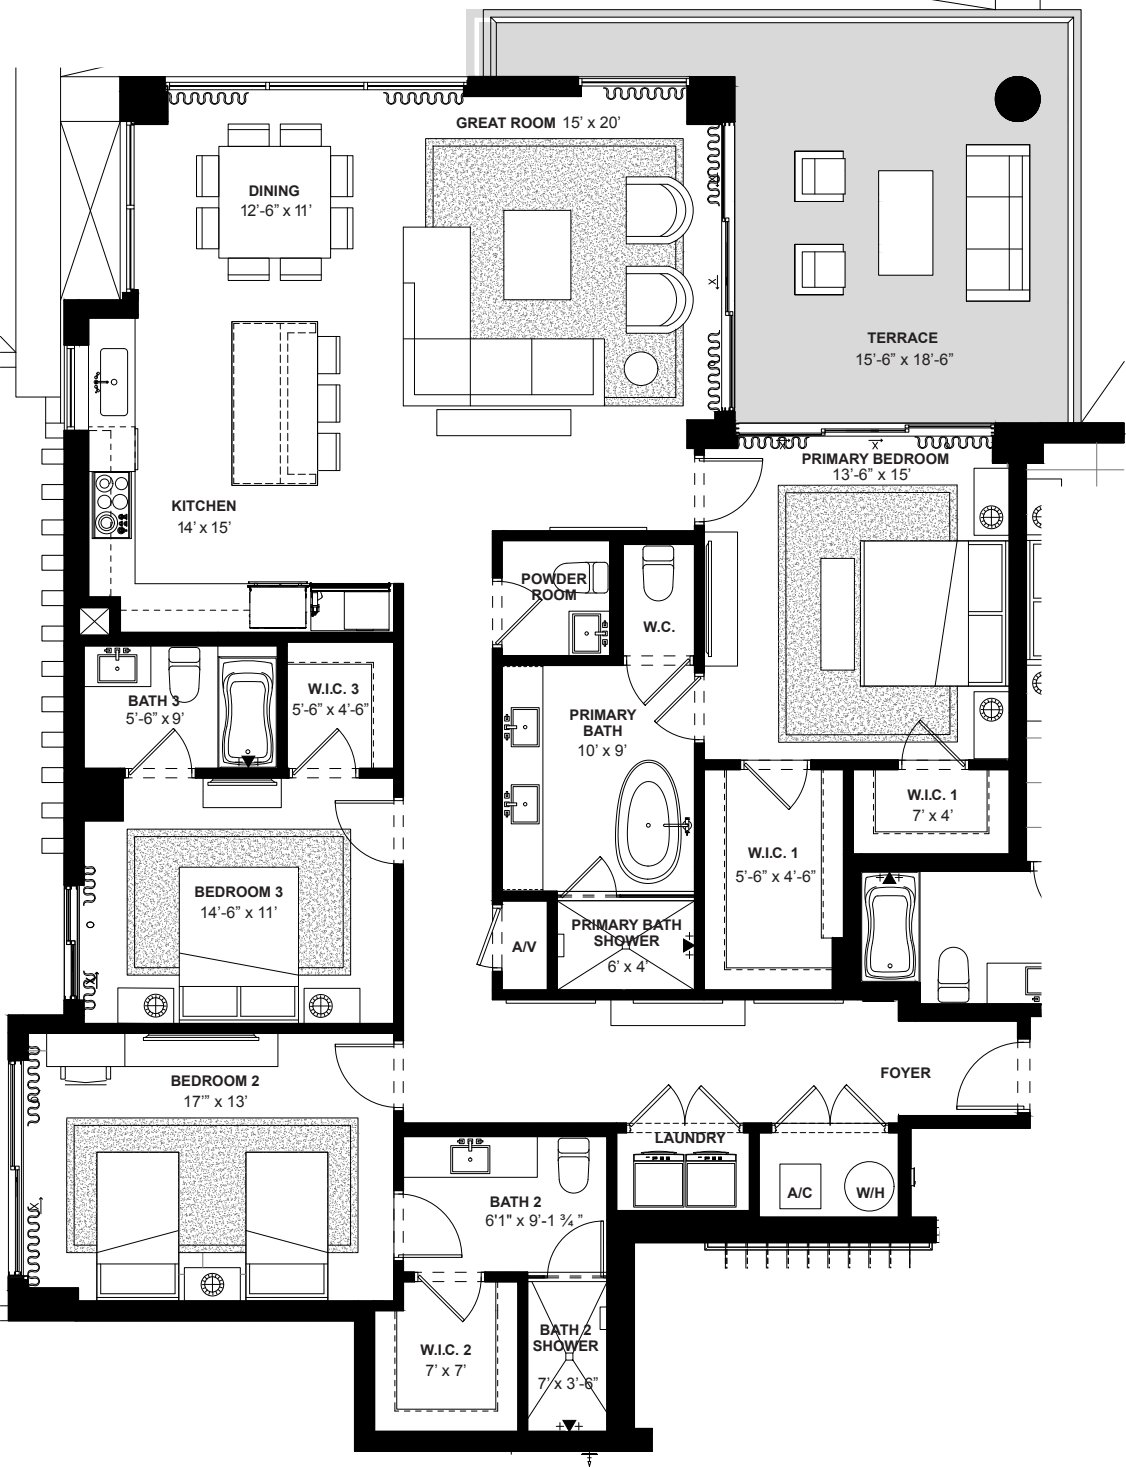 GREAT ROOM 15’ x 20’
DINING
12’-6” x 11’
TERRACE
15’-6” x 18’-6”
PRIMARY BEDROOM
13’-6” x 15’
KITCHEN
14’ x 15’
POWDER
ROOM
W.C.
BATH 3
5’-6” x 9’
W.I.C. 3
5’-6” x 4’-6”
PRIMARY
BATH
10’ x 9’
W.I.C. 1
7’ x 4’
W.I.C. 1
5’-6” x 4’-6”
BEDROOM 3
14’-6” x 11’
A/V
PRIMARY BATH
SHOWER
6’ x 4’
FOYER
BEDROOM 2
17’” x 13’
LAUNDRY
A/C
W/H
BATH 2
6'1" x 9’-1 ¾ ”
W.I.C. 2
7’ x 7’
BATH 2
SHOWER
7’ x 3’-6”